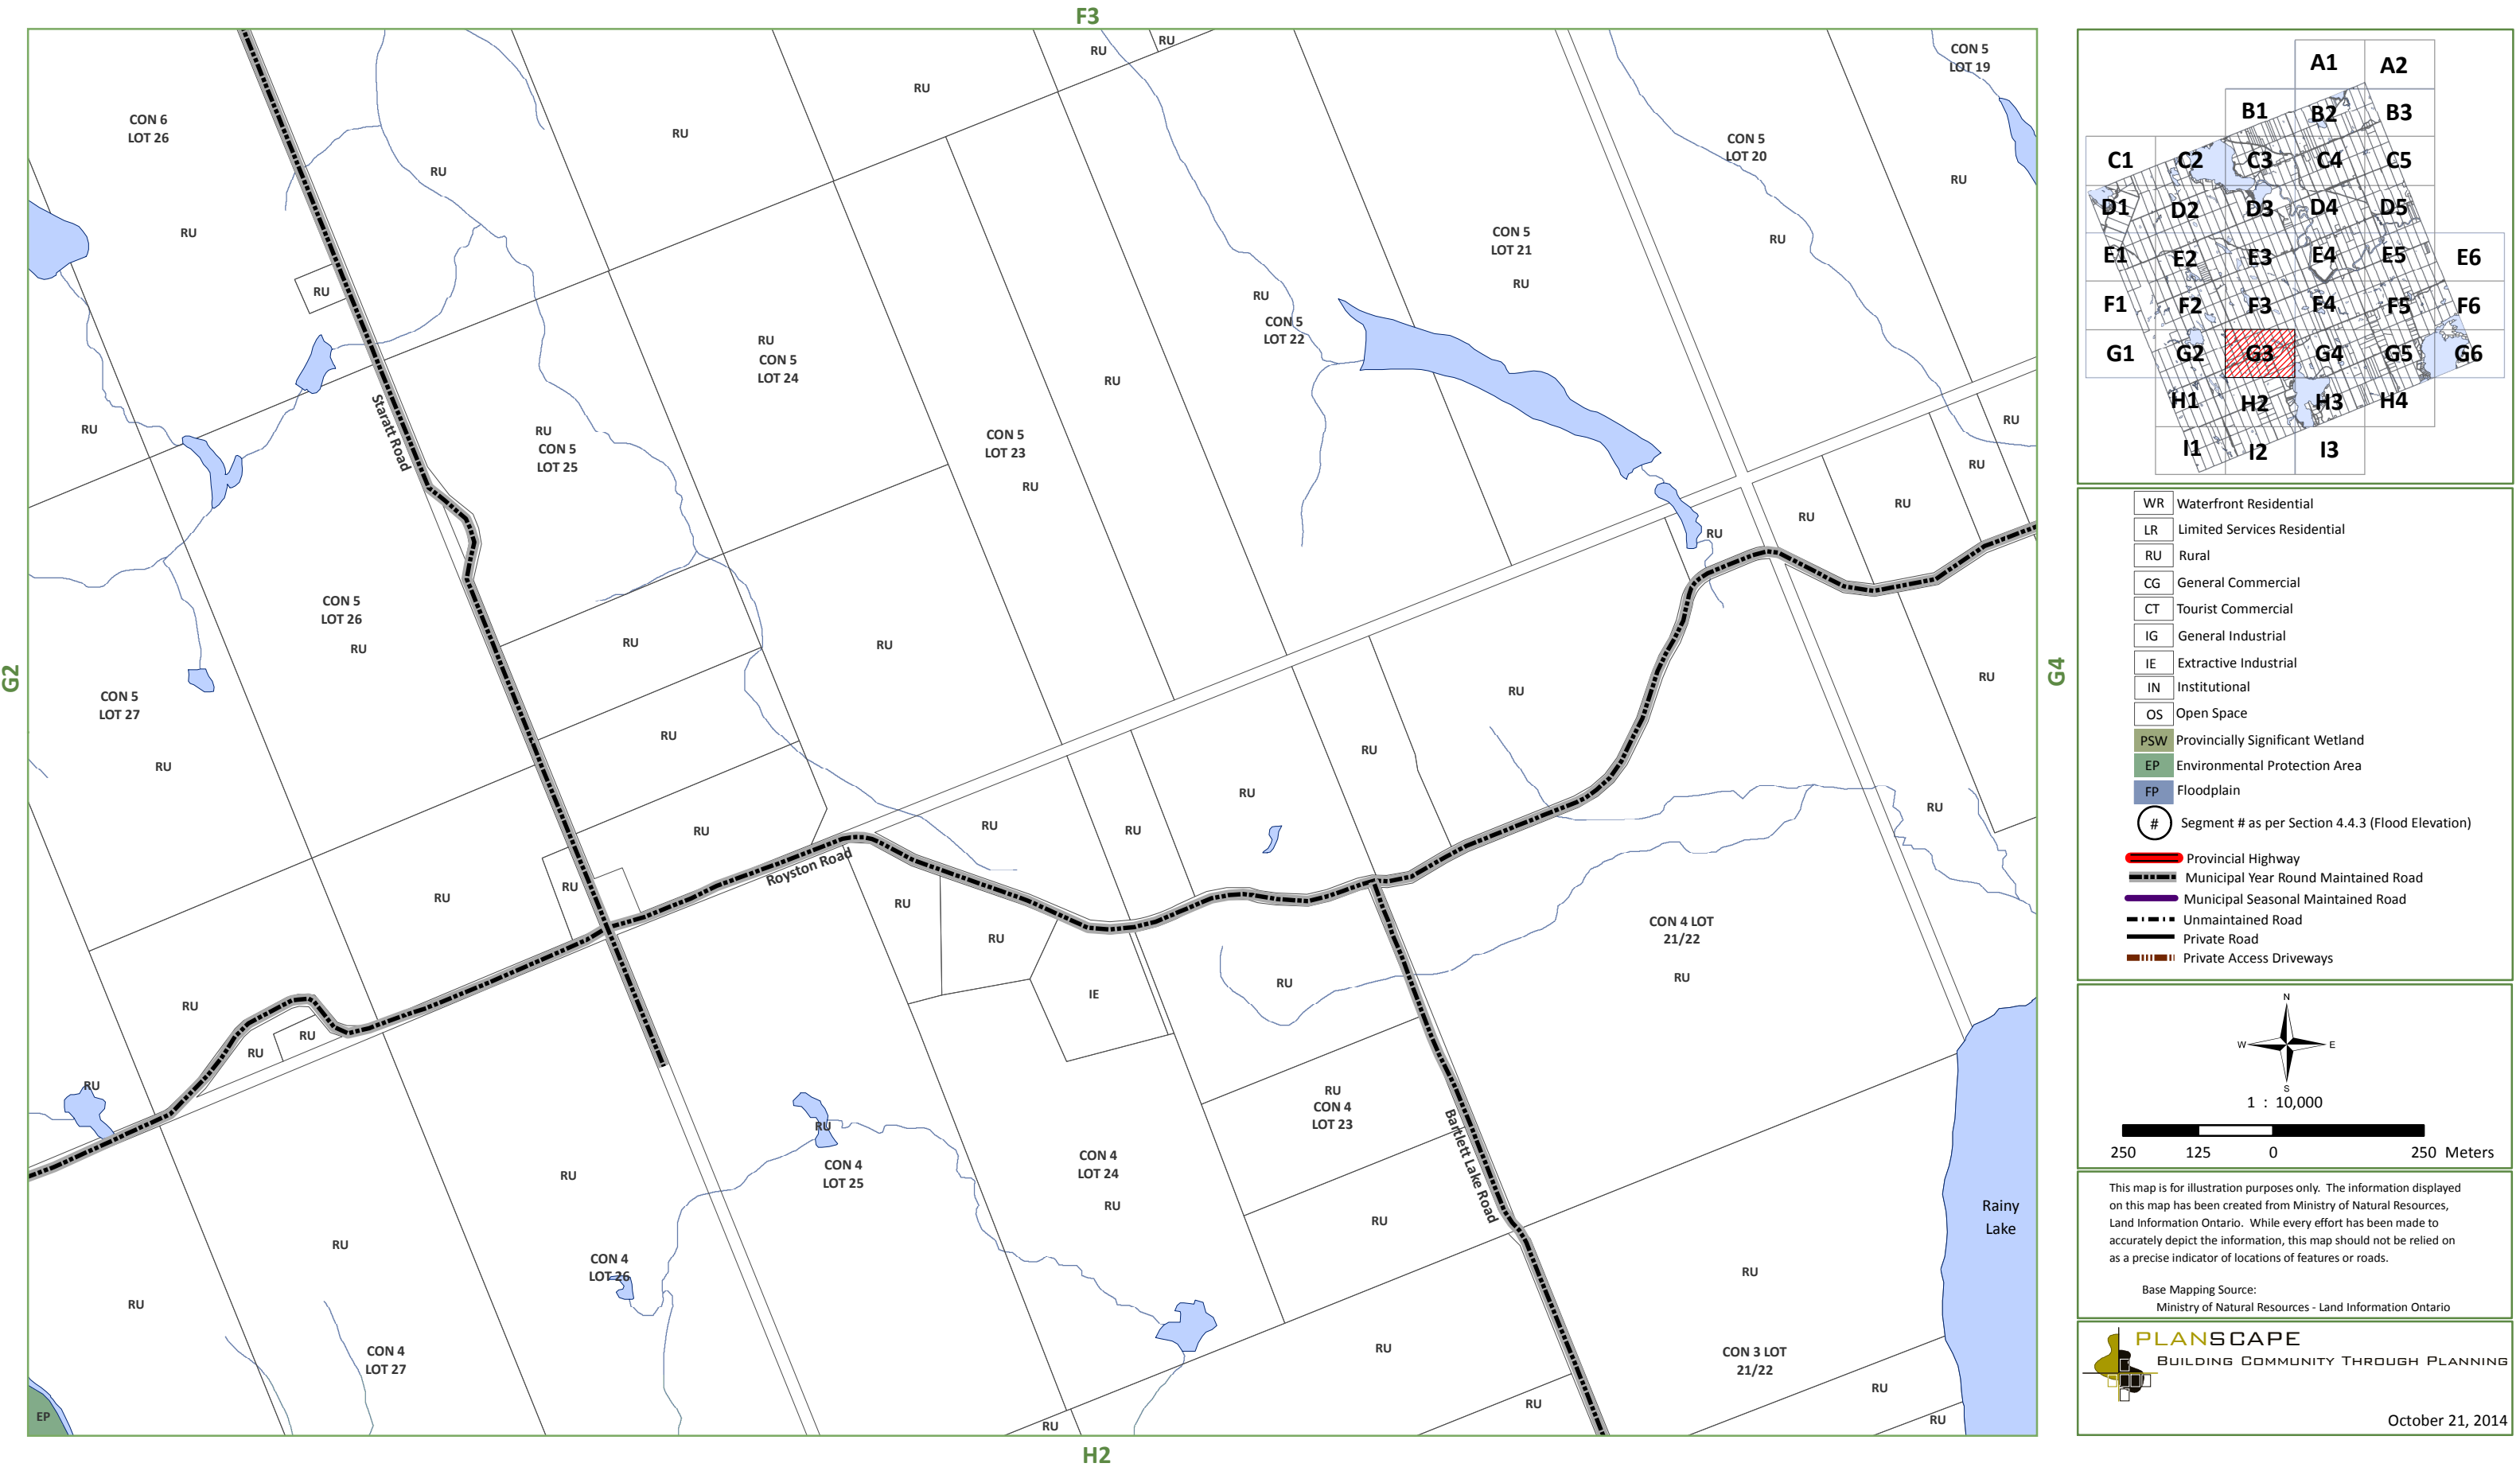 F3
RU
RU
CON 5
LOT 19
RU
CON 6
LOT 26
RU
CON 5
LOT 20
RU
RU
RU
CON 5
LOT 21
RU
RU
RU
RU
RU
CON 5
LOT 22
RU
CON 5
LOT 24
RU
Staratt Road
RU
RU
RU
CON 5
LOT 25
CON 5
LOT 23
RU
RU
RU
RU
RU
CON 5
LOT 26
RU
RU
RU
RU
G2
G4
CON 5
LOT 27
RU
RU
RU
RU
RU
RU
RU
RU
RU
RU
Royston Road
RU
RU
RU
RU
CON 4 LOT
21/22
RU
RU
IE
RU
RU
RU
RU
RU
CON 4
LOT 23
Bartlett Lake Road
RU
CON 4
LOT 25
CON 4
LOT 24
RU
RU
RU
Rainy
Lake
RU
CON 4
LOT 26
RU
RU
CON 4
LOT 27
RU
CON 3 LOT
21/22
RU
RU
EP
RU
RU
H2
A1 A2
B1 B2 B3
C1 C2 C3 C4 C5
D1 D2 D3 D4 D5
E1 E2 E3 E4 E5 E6
F1 F2 F3 F4 F5 F6
G1 G2 G3 G4 G5 G6
H1 H2 H3 H4
I1 I2 I3
WR Waterfront Residential
LR Limited Services Residential
RU Rural
CG General Commercial
CT Tourist Commercial
IG General Industrial
IE Extractive Industrial
IN Institutional
OS Open Space
PSW Provincially Significant Wetland
EP Environmental Protection Area
FP Floodplain
# Segment # as per Section 4.4.3 (Flood Elevation)
Provincial Highway
Municipal Year Round Maintained Road
Municipal Seasonal Maintained Road
Unmaintained Road
Private Road
Private Access Driveways
N
W E
S
1 : 10,000
250 125 0 250 Meters
This map is for illustration purposes only. The information displayed
on this map has been created from Ministry of Natural Resources,
Land Information Ontario. While every effort has been made to
accurately depict the information, this map should not be relied on
as a precise indicator of locations of features or roads.
Base Mapping Source:
Ministry of Natural Resources - Land Information Ontario
PLANSCAPE
BUILDING COMMUNITY THROUGH PLANNING
October 21, 2014